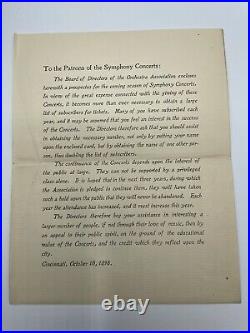 To the Patrons of the Symphony Concerts:
The Board of Directors of the Orchestra Association encloses
herewith a prospectus for the coming season of Symphony Concerts.
In view of the great expense connected with the giving of these
Concerts, it becomes more than ever necessary to obtain a large
list of subscribers for tickets. Many of you have subscribed each
year, and it may be assumed that you feel an interest in the success
of the Concerts. The Directors therefore ask that you should assist
in obtaining the necessary number, not only by putting your name
upon the enclosed card, but by obtaining the name of one other per-
son, thus doubling the list of subscribers.
The continuance of the Concerts depends upon the interest of
the public at large. They can not be supported by a privileged
class alone. It is hoped that in the next three years, during which
the Association is pledged to continue them, they will have taken
such a hold upon the public that they will never be abandoned. Each
year the attendance has increased, and it must increase this year.
The Directors therefore beg your assistance in interesting a
larger number of people, if not through their love of music, then by
an appeal to their public spirit, on the ground of the educational
value of the Concerts, and the credit which they reflect upon the
city.
Cincinnati, October 10, 1898.